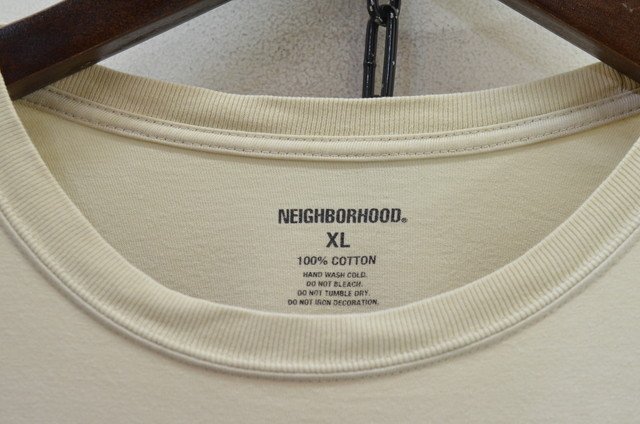 NEIGHBORHOOD®
XL
100% COTTON
HAND WASH COLD.
DO NOT BLEACH.
DO NOT TUMBLE DRY.
DO NOT IRON DECORATION.